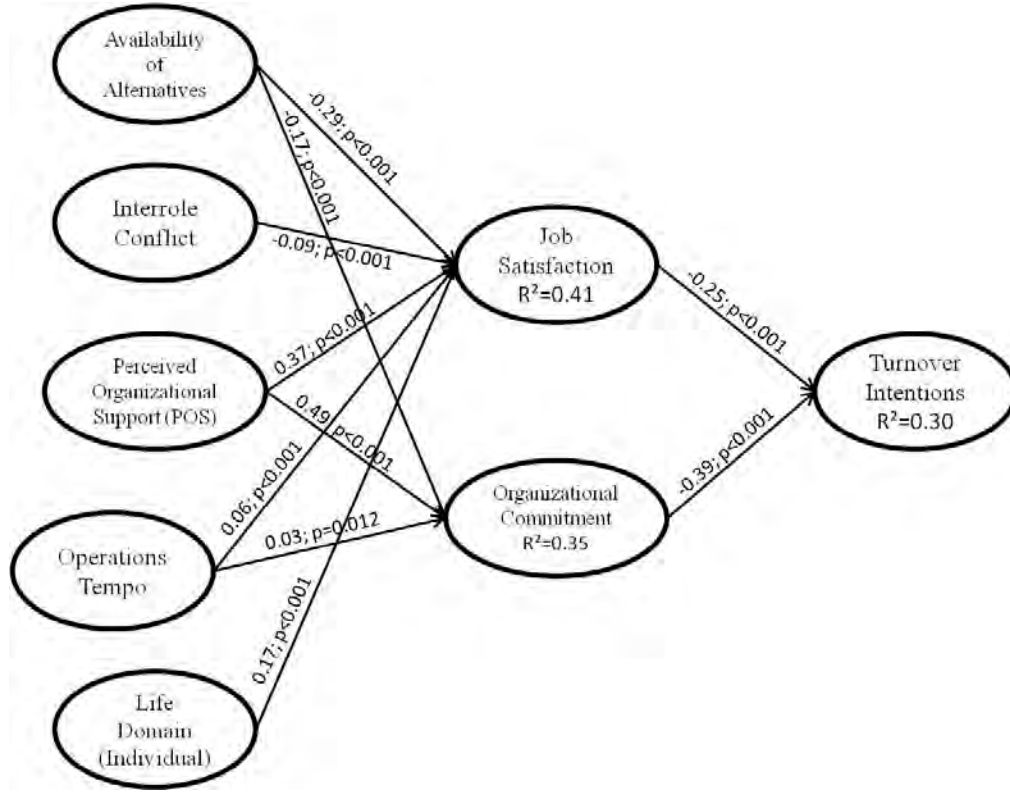 Availability
of
Alternatives
-0.29; p<0.001
-0.17; p<0.001
Interrole
Conflict
-0.09; p<0.001
Job
Satisfaction
R²=0.41
-0.25; p<0.001
Perceived
Organizational
Support (POS)
0.37; p<0.001
0.49; p<0.001
Turnover
Intentions
R²=0.30
-0.39; p<0.001
Operations
Tempo
0.06; p<0.001
0.03; p=0.012
Organizational
Commitment
R²=0.35
Life
Domain
(Individual)
0.17; p<0.001